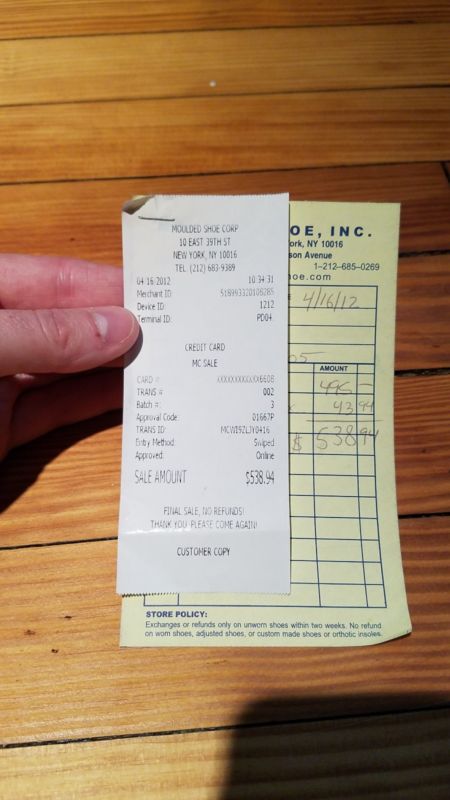 MOULDED SHOE CORP
10 EAST 39TH ST
NEW YORK, NY 10016
TEL. (212) 683-9389
04-16-2012 10:34:31
Merchant ID: 518993320108285
Device ID: 1212
Terminal ID: PD04.
CREDIT CARD
MC SALE
CARD #: XXXXXXXXXXXX6608
TRANS #: 002
Batch #: 3
Approval Code: 01667P
TRANS ID: MCWI9ZLJY0416
Entry Method: Swiped
Approved: Online
SALE AMOUNT $538.94
FINAL SALE, NO REFUNDS!
THANK YOU, PLEASE COME AGAIN!
CUSTOMER COPY
OE, INC.
ork, NY 10016
son Avenue
1-212-685-0269
hoe.com
4/16/12
05
AMOUNT
495 -
43 94
$ 538 94
STORE POLICY:
Exchanges or refunds only on unworn shoes within two weeks. No refund
on worn shoes, adjusted shoes, or custom made shoes or orthotic insoles.